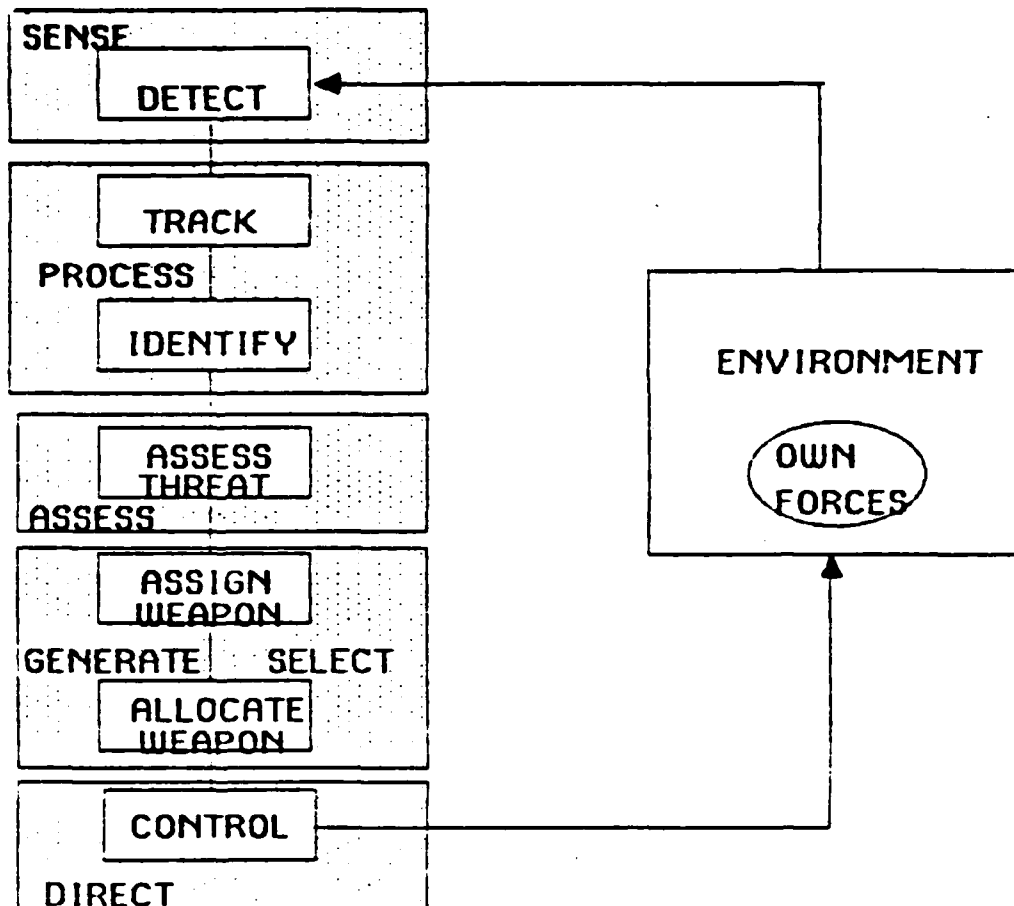 SENSE
DETECT
TRACK
PROCESS
IDENTIFY
ENVIRONMENT
OWN
FORCES
ASSESS
THREAT
ASSESS
ASSIGN
WEAPON
GENERATE SELECT
ALLOCATE
WEAPON
CONTROL
DIRECT